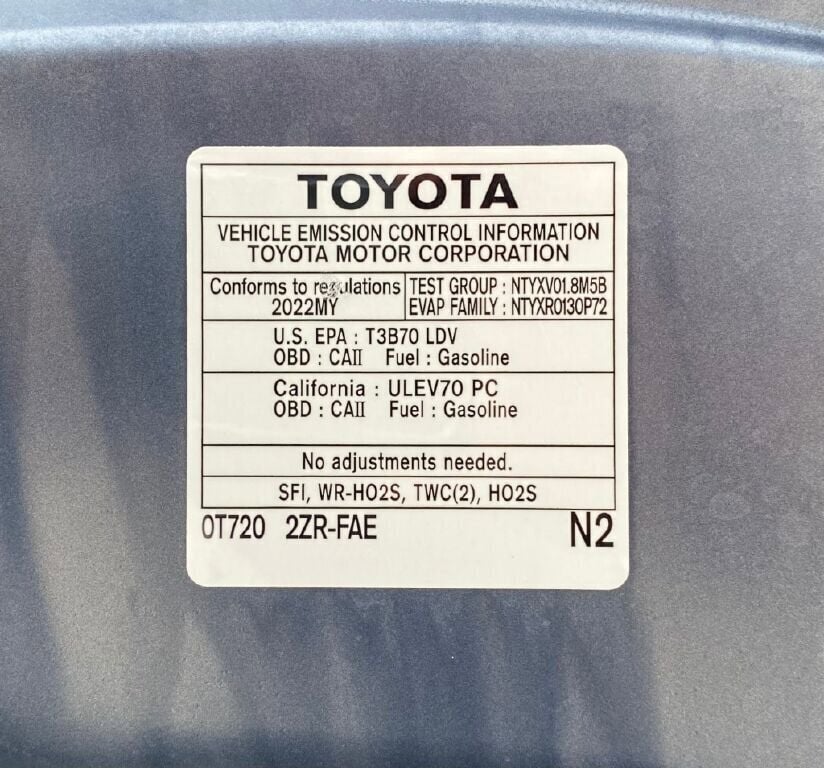 TOYOTA
VEHICLE EMISSION CONTROL INFORMATION
TOYOTA MOTOR CORPORATION
Conforms to regulations
2022MY
TEST GROUP : NTYXV01.8M5B
EVAP FAMILY : NTYXR0130P72
U.S. EPA : T3B70 LDV
OBD : CAII Fuel : Gasoline
California : ULEV70 PC
OBD : CAII Fuel : Gasoline
No adjustments needed.
SFI, WR-HO2S, TWC(2), HO2S
0T720 2ZR-FAE N2